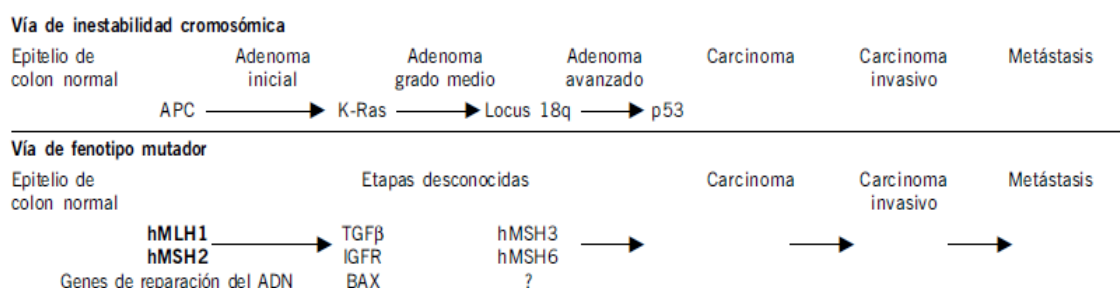 Vía de inestabilidad cromosómica
Epitelio de Adenoma Adenoma Adenoma Carcinoma Carcinoma Metástasis
colon normal inicial grado medio avanzado invasivo
APC K-Ras Locus 18q p53
Vía de fenotipo mutador
Epitelio de Etapas desconocidas Carcinoma Carcinoma Metástasis
colon normal invasivo
hMLH1 TGFβ hMSH3
hMSH2 IGFR hMSH6
Genes de reparación del ADN BAX ?